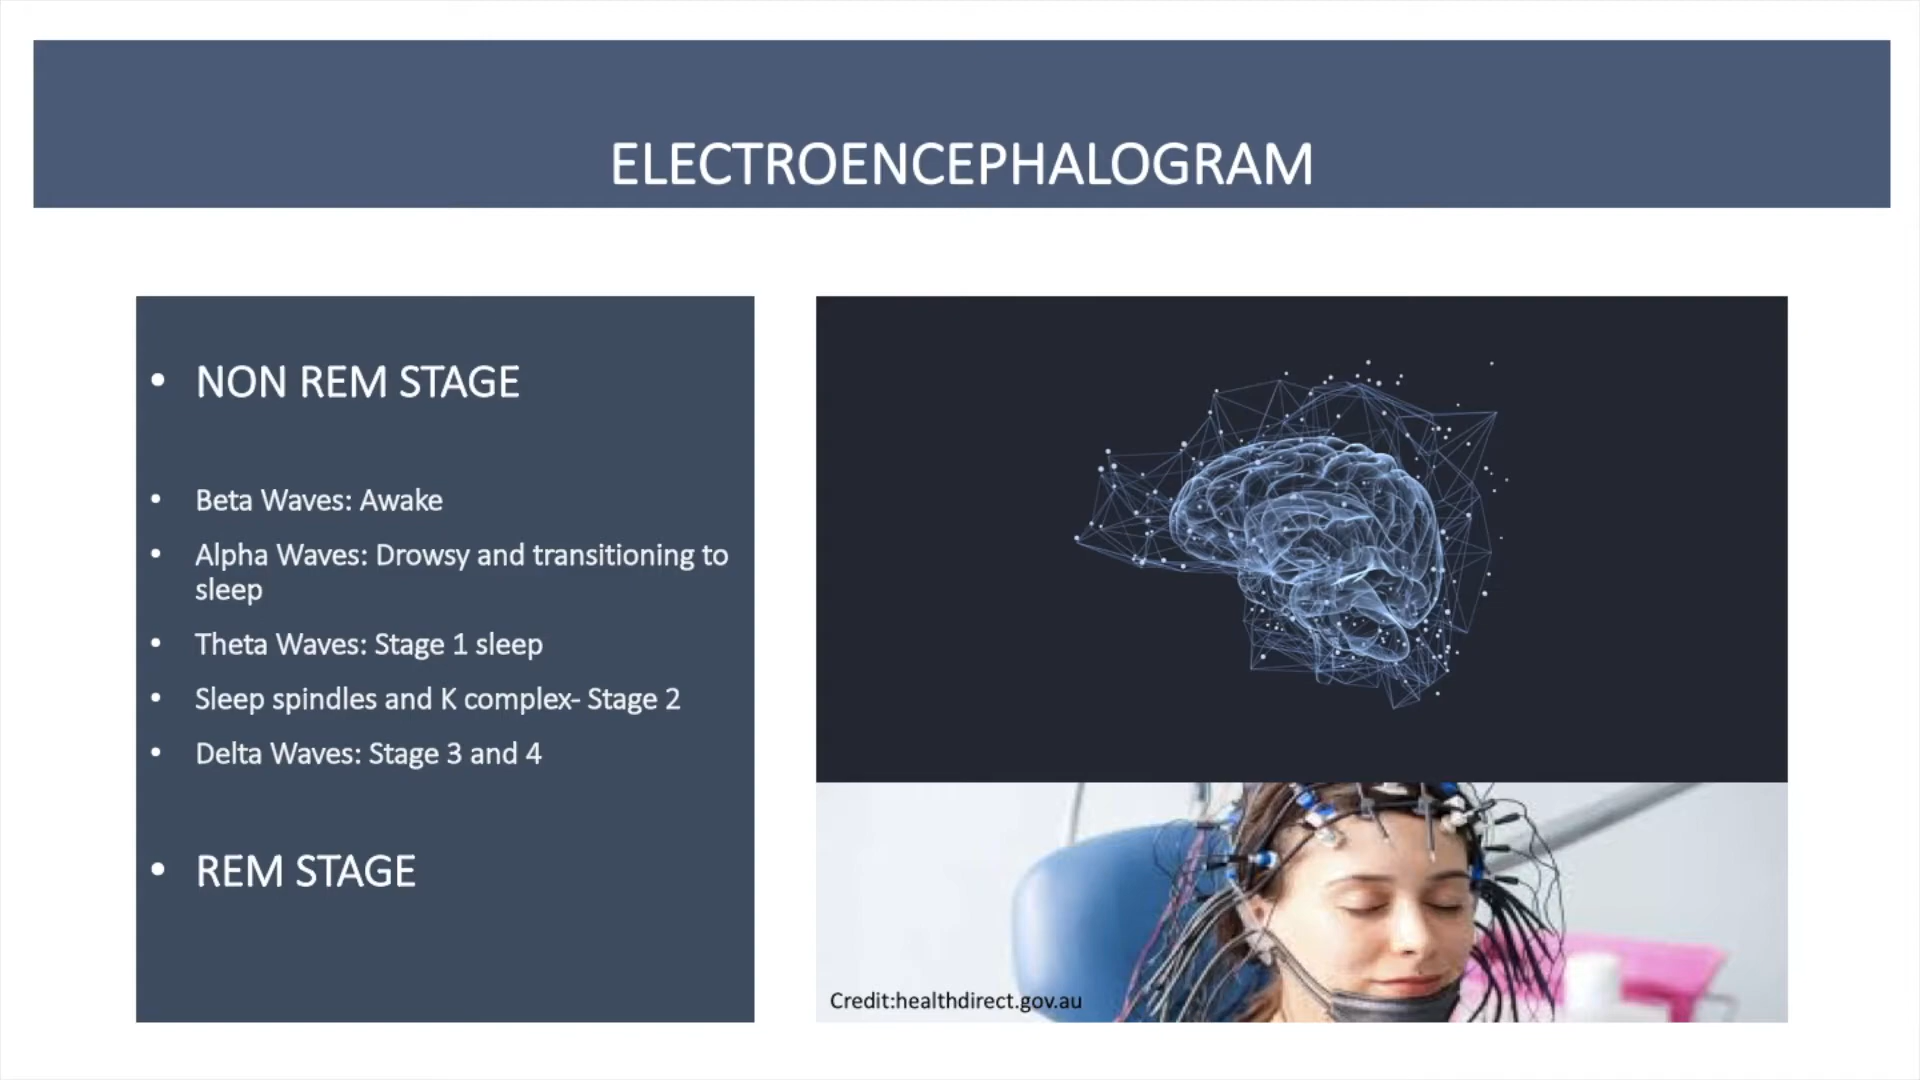 ELECTROENCEPHALOGRAM
• NON REM STAGE
• Beta Waves: Awake
• Alpha Waves: Drowsy and transitioning to
sleep
• Theta Waves: Stage 1 sleep
• Sleep spindles and K complex- Stage 2
• Delta Waves: Stage 3 and 4
• REM STAGE
Credit:healthdirect.gov.au